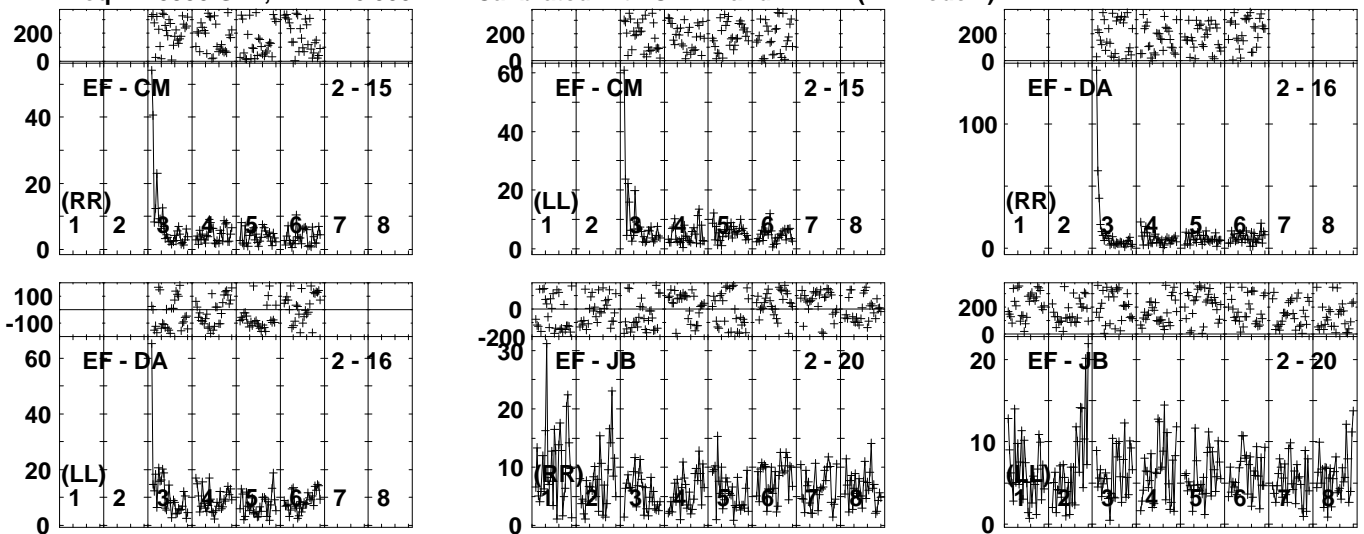 200 200 200
0 0 0
EF - CM 2 - 15
60 EF - CM 2 - 15
EF - DA 2 - 16
40 40 100
20 20
(RR) (LL) (RR)
1 2 3 4 5 6 7 8
1 2 3 4 5 6 7 8
1 2 3 4 5 6 7 8
0 0 0
100 0 200
-100 -200 0
60 EF - DA 2 - 16
30 EF - JB 2 - 20
20 EF - JB 2 - 20
40 20
20 10 10
(LL) (RR) (LL)
1 2 3 4 5 6 7 8
1 2 3 4 5 6 7 8
1 2 3 4 5 6 7 8
0 0 0